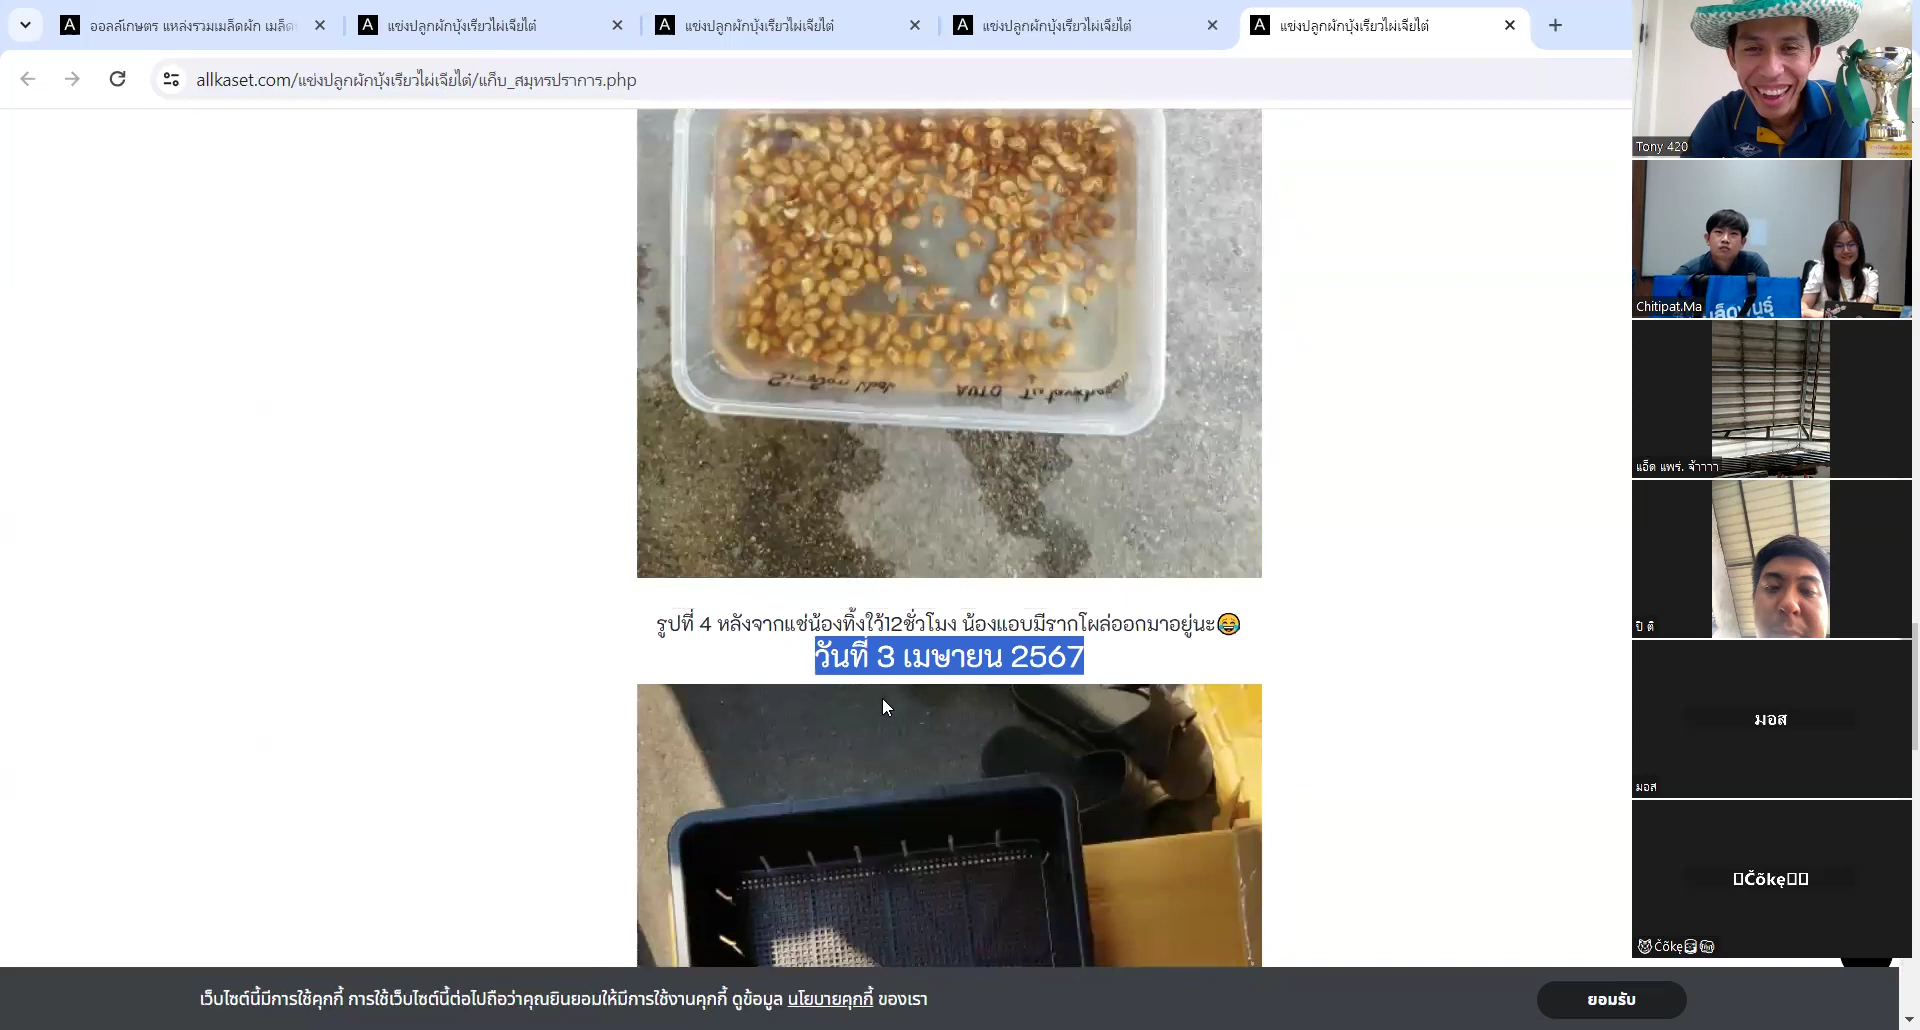 ออลล์เกษตร แหล่งรวมเมล็ดผัก เมล็ด
แข่งปลูกผักบุ้งเรียวไผ่เจียไต๋
แข่งปลูกผักบุ้งเรียวไผ่เจียไต๋
แข่งปลูกผักบุ้งเรียวไผ่เจียไต๋
แข่งปลูกผักบุ้งเรียวไผ่เจียไต๋
allkaset.com/แข่งปลูกผักบุ้งเรียวไผ่เจียไต๋/แก็บ_สมุทรปราการ.php
รูปที่ 4 หลังจากแช่น้องทิ้งใว้12ชั่วโมง น้องแอบมีรากโผล่ออกมาอยู่นะ😂
วันที่ 3 เมษายน 2567
เว็บไซต์นี้มีการใช้คุกกี้ การใช้เว็บไซต์นี้ต่อไปถือว่าคุณยินยอมให้มีการใช้งานคุกกี้ ดูข้อมูล นโยบายคุกกี้ ของเรา
ยอมรับ
Tony 420
Chitipat.Ma
แอ็ด แพร่. จ้าาาา
ปิ ติ
มอส
มอส
Čõkę
Čõkę